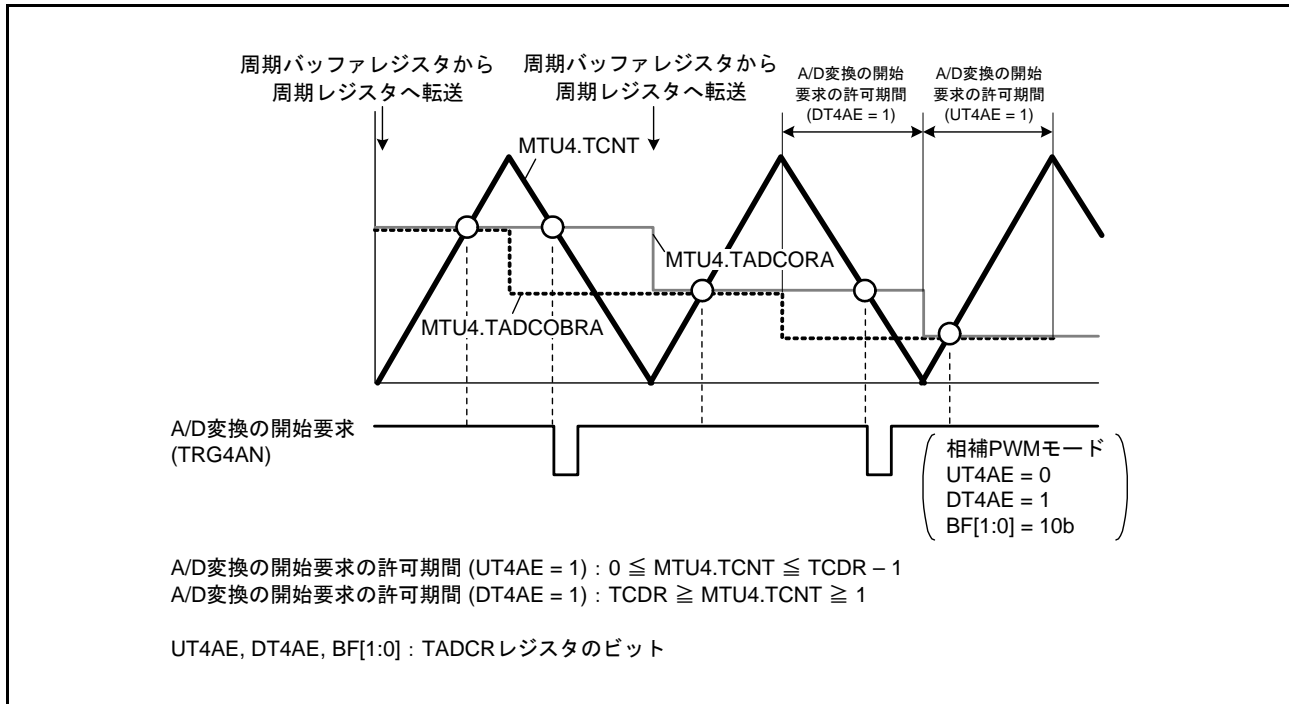 周期バッファレジスタから
周期レジスタへ転送
周期バッファレジスタから
周期レジスタへ転送
A/D変換の開始
要求の許可期間
(DT4AE = 1)
A/D変換の開始
要求の許可期間
(UT4AE = 1)
MTU4.TCNT
MTU4.TADCORA
MTU4.TADCOBRA
A/D変換の開始要求
(TRG4AN)
相補PWMモード
UT4AE = 0
DT4AE = 1
BF[1:0] = 10b
A/D変換の開始要求の許可期間 (UT4AE = 1) : 0 ≦ MTU4.TCNT ≦ TCDR – 1
A/D変換の開始要求の許可期間 (DT4AE = 1) : TCDR ≧ MTU4.TCNT ≧ 1
UT4AE, DT4AE, BF[1:0] : TADCRレジスタのビット